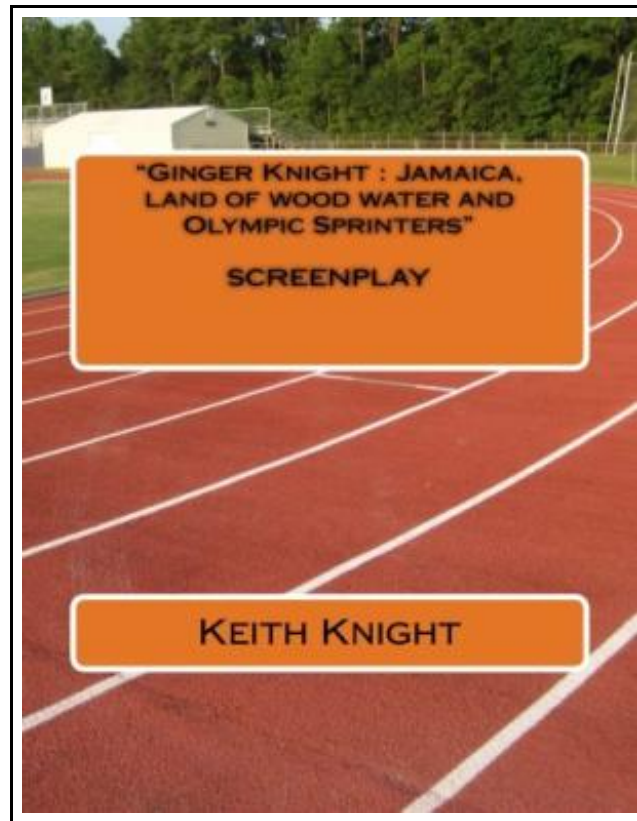 "Ginger Knight : Jamaica,
land of wood water and
Olympic Sprinters"
screenplay
Keith Knight